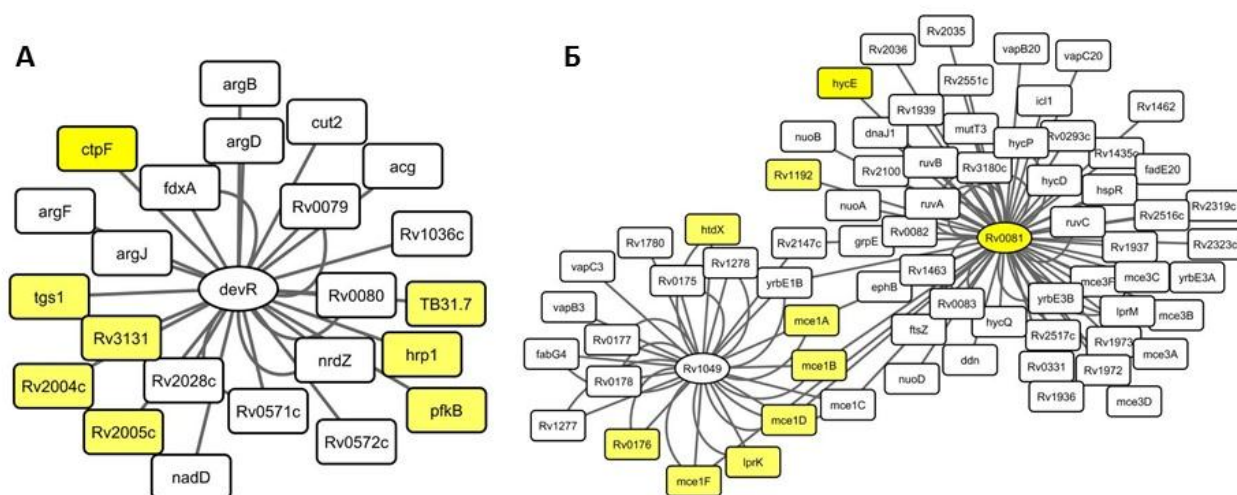 А
argB
ctpF
argD
cut2
fdxA
acg
argF
Rv0079
argJ
Rv1036c
tgs1
devR
Rv0080
TB31.7
Rv3131
nrdZ
hrp1
Rv2004c
Rv2028c
Rv0571c
pfkB
Rv2005c
Rv0572c
nadD
Б
Rv2035
Rv2036
vapB20
vapC20
hycE
Rv2551c
icl1
Rv1462
Rv1939
nuoB
dnaJ1
mutT3
hycP
Rv0293c
Rv1435c
ruvB
Rv3180c
fadE20
Rv1192
Rv2100
hycD
hspR
nuoA
ruvA
ruvC
Rv2516c
Rv2319c
htdX
Rv0082
Rv0081
Rv1780
Rv2147c
grpE
Rv1937
Rv2323c
vapC3
Rv1278
Rv1463
mce3F
mce3C
yrbE3A
Rv0175
yrbE1B
ephB
vapB3
Rv0083
yrbE3B
lprM
mce3B
mce1A
ftsZ
hycQ
Rv2517c
Rv0177
Rv1973
mce3A
fabG4
ddn
Rv1049
mce1B
nuoD
Rv0331
Rv1972
Rv0178
mce1C
Rv1936
mce3D
Rv1277
mce1D
Rv0176
lprK
mce1F